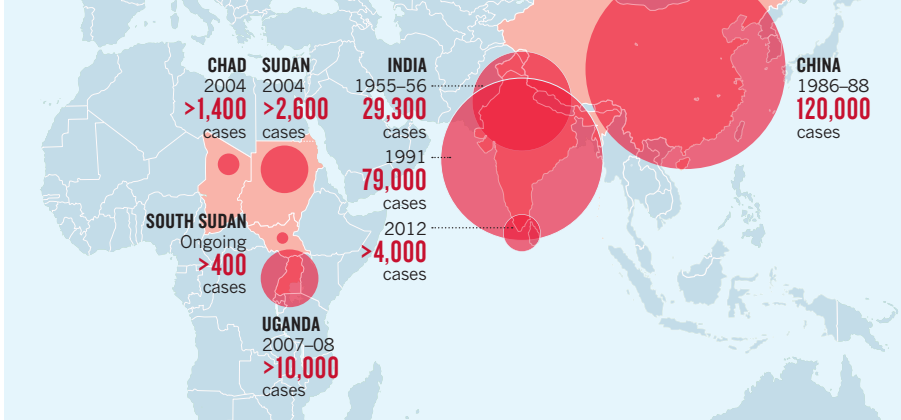 CHAD
2004
>1,400
cases
SUDAN
2004
>2,600
cases
INDIA
1955–56
29,300
cases
1991
79,000
cases
2012
>4,000
cases
CHINA
1986–88
120,000
cases
SOUTH SUDAN
Ongoing
>400
cases
UGANDA
2007–08
>10,000
cases